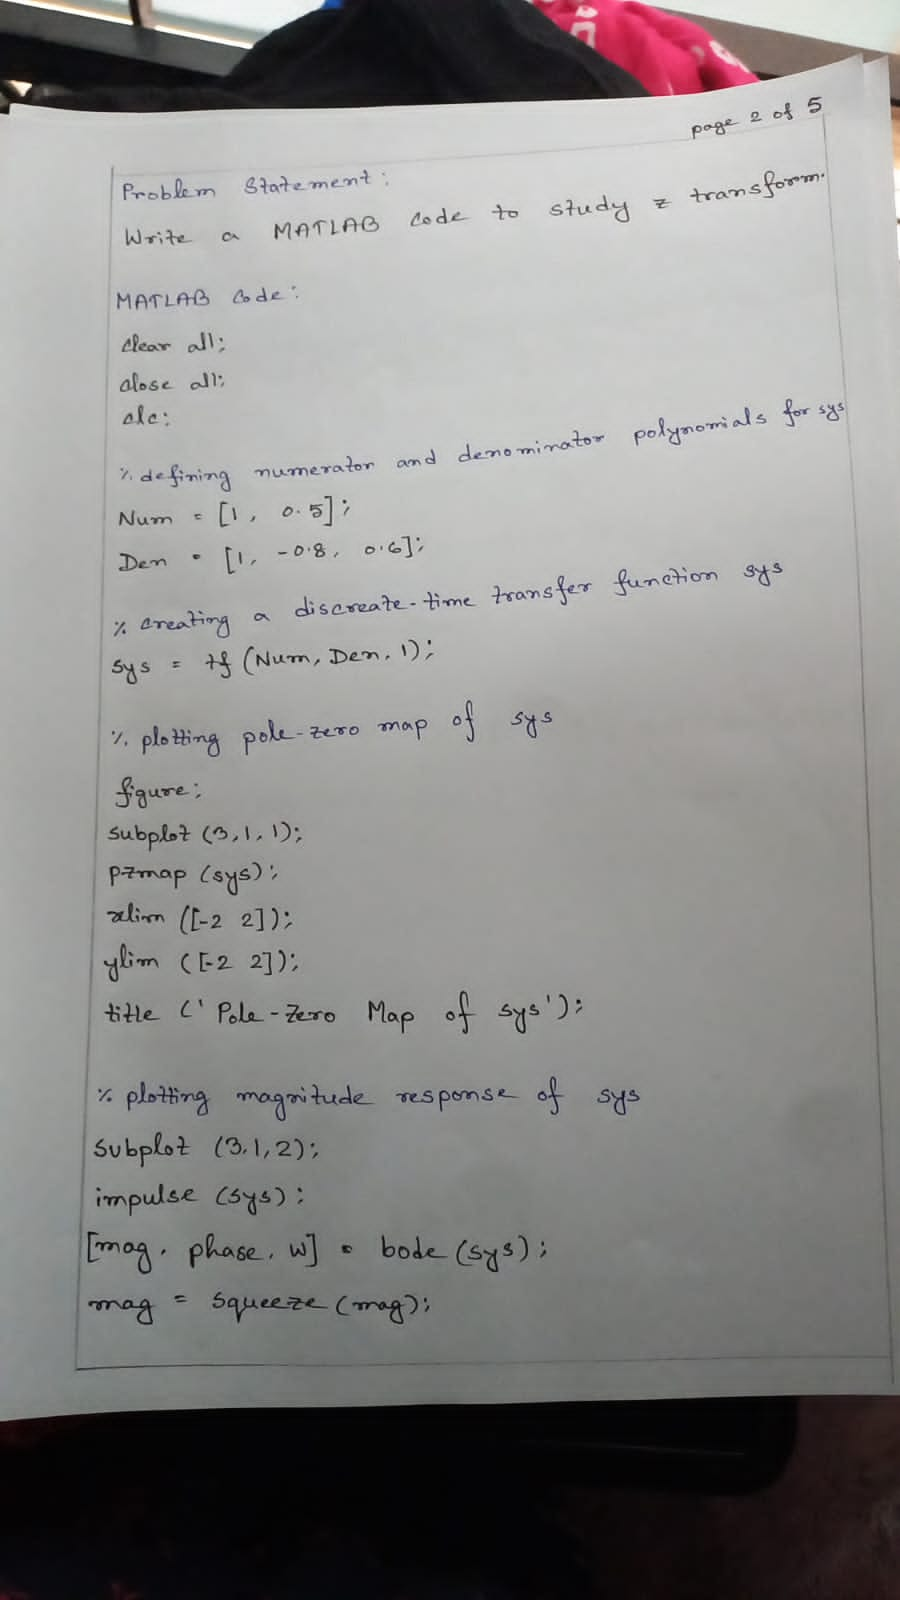 page 2 of 5
Problem Statement:
Write a MATLAB code to study z transform.
MATLAB Code:
clear all;
close all;
clc;
% defining numerator and denominator polynomials for sys
Num = [1, 0.5];
Den = [1, -0.8, 0.6];
% creating a discreate-time transfer function sys
sys = tf (Num, Den, 1);
% plotting pole-zero map of sys
figure;
subplot (3,1,1);
pzmap (sys);
xlim ([-2 2]);
ylim ([-2 2]);
title ('Pole-Zero Map of sys');
% plotting magnitude response of sys
subplot (3,1,2);
impulse (sys);
[mag, phase, w] = bode (sys);
mag = squeeze (mag);